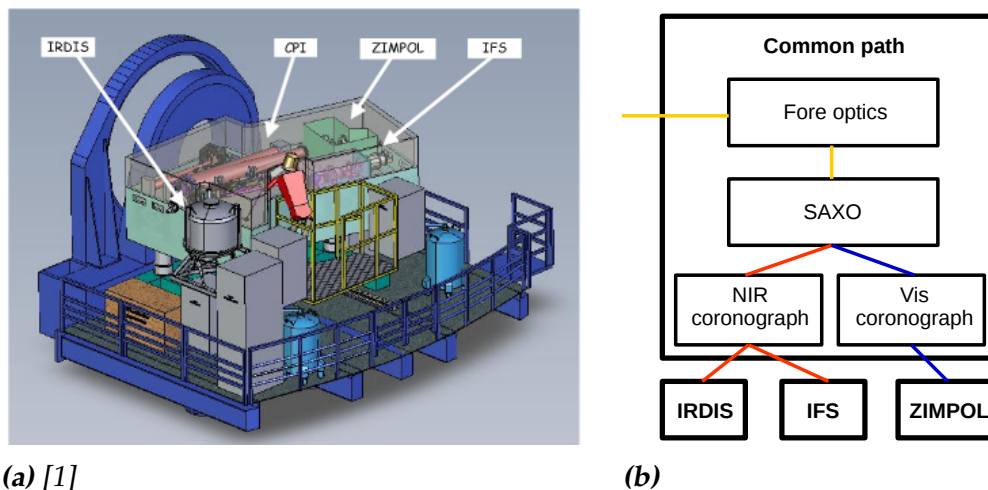 IRDIS
CPI
ZIMPOL
IFS
(a) [1]
Common path
Fore optics
SAXO
NIR
coronograph
Vis
coronograph
IRDIS
IFS
ZIMPOL
(b)